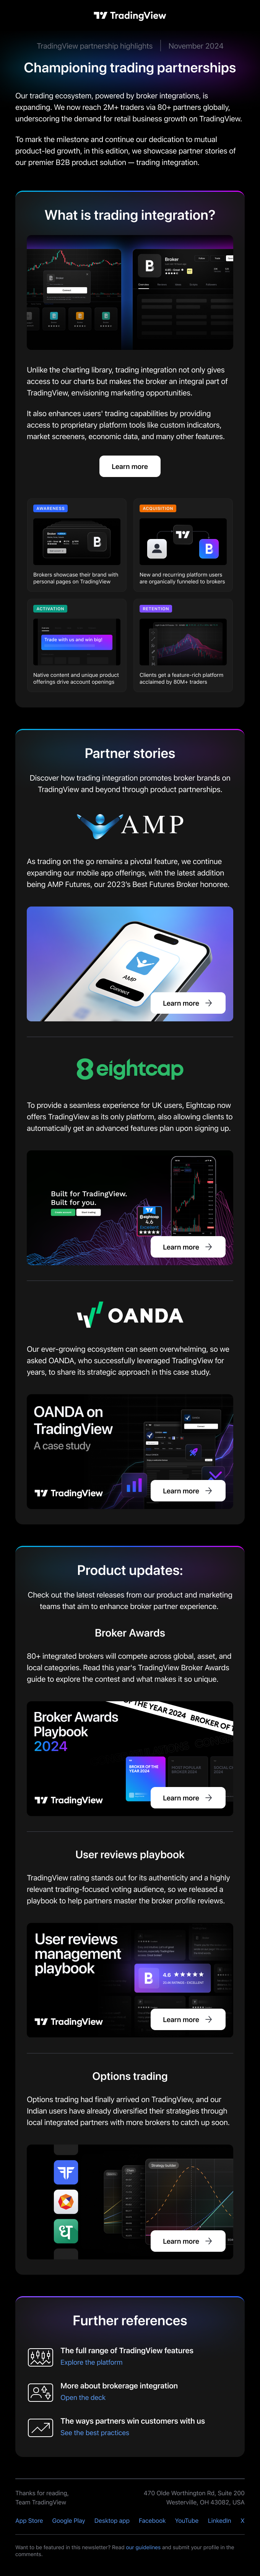 TradingView
TradingView partnership highlights | November 2024
Championing trading partnerships
Our trading ecosystem, powered by broker integrations, is
expanding. We now reach 2M+ traders via 80+ partners globally,
underscoring the demand for retail business growth on TradingView.
To mark the milestone and continue our dedication to mutual
product-led growth, in this edition, we showcase partner stories of
our premier B2B product solution — trading integration.
What is trading integration?
Broker
B
Broker
Unlike the charting library, trading integration not only gives
access to our charts but makes the broker an integral part of
TradingView, envisioning marketing opportunities.
It also enhances users' trading capabilities by providing
access to proprietary platform tools like custom indicators,
market screeners, economic data, and many other features.
Learn more
AWARENESS
B
Brokers showcase their brand with
personal pages on TradingView
ACQUISITION
B
New and recurring platform users
are organically funneled to brokers
ACTIVATION
Trade with us and win big!
Native content and unique product
offerings drive account openings
RETENTION
Clients get a feature-rich platform
acclaimed by 80M+ traders
Partner stories
Discover how trading integration promotes broker brands on
TradingView and beyond through product partnerships.
AMP
As trading on the go remains a pivotal feature, we continue
expanding our mobile app offerings, with the latest addition
being AMP Futures, our 2023's Best Futures Broker honoree.
AMP
Connect
Learn more →
8 eightcap
To provide a seamless experience for UK users, Eightcap now
offers TradingView as its only platform, also allowing clients to
automatically get an advanced features plan upon signing up.
Built for TradingView.
Built for you.
eightcap
4.6
Learn more →
OANDA
Our ever-growing ecosystem can seem overwhelming, so we
asked OANDA, who successfully leveraged TradingView for
years, to share its strategic approach in this case study.
OANDA on
TradingView
A case study
TradingView
Learn more →
Product updates:
Check out the latest releases from our product and marketing
teams that aim to enhance broker partner experience.
Broker Awards
80+ integrated brokers will compete across global, asset, and
local categories. Read this year's TradingView Broker Awards
guide to explore the contest and what makes it so unique.
Broker Awards
Playbook
2024
OF THE YEAR 2024 BROKER OF T
BROKER OF THE
YEAR 2024
MOST POPULAR
BROKER 2024
SOCIAL
TradingView
Learn more →
User reviews playbook
TradingView rating stands out for its authenticity and a highly
relevant trading-focused voting audience, so we released a
playbook to help partners master the broker profile reviews.
User reviews
management
playbook
B
4.6 ★★★★★
TradingView
Learn more →
Options trading
Options trading had finally arrived on TradingView, and our
Indian users have already diversified their strategies through
local integrated partners with more brokers to catch up soon.
Strategy builder
Learn more →
Further references
The full range of TradingView features
Explore the platform
More about brokerage integration
Open the deck
The ways partners win customers with us
See the best practices
Thanks for reading,
Team TradingView
470 Olde Worthington Rd, Suite 200
Westerville, OH 43082, USA
App Store Google Play Desktop app Facebook YouTube LinkedIn X
Want to be featured in this newsletter? Read our guidelines and submit your profile in the
comments.